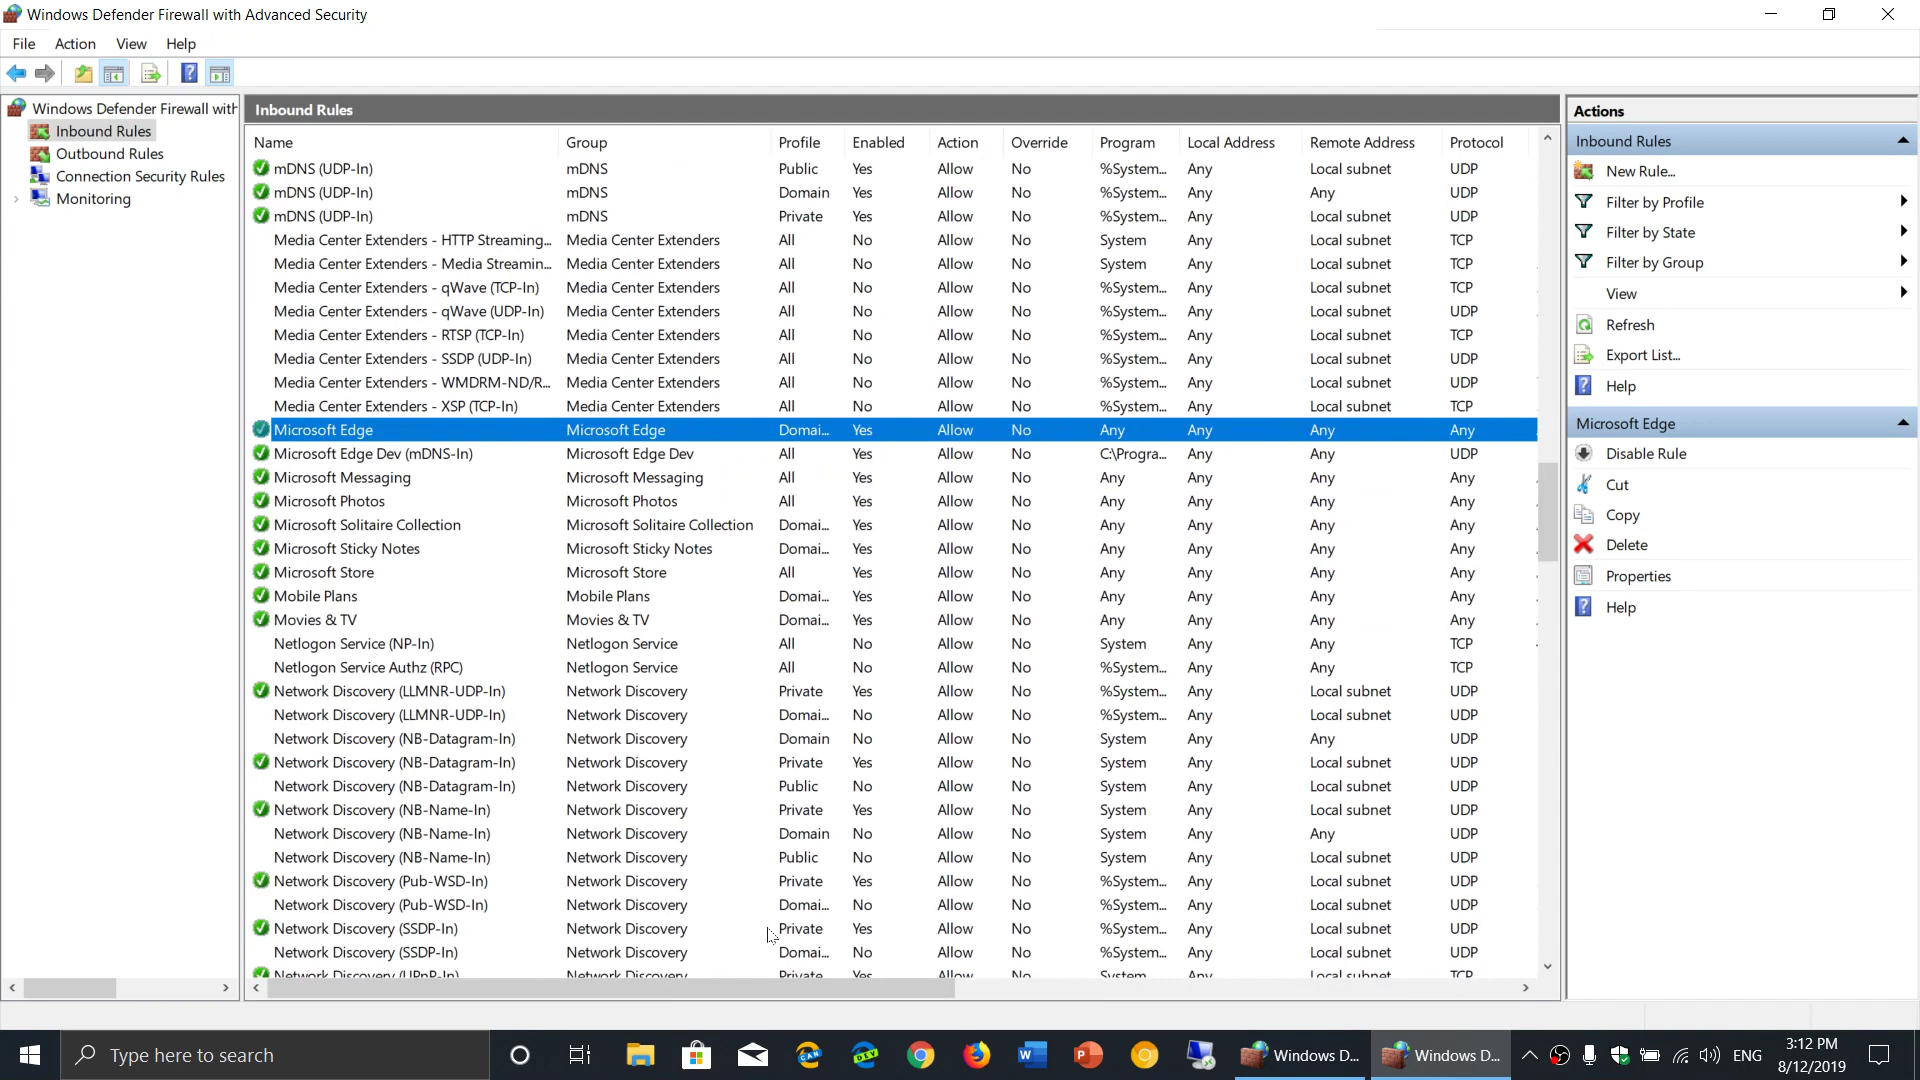 Windows Defender Firewall with Advanced Security
File Action View Help
Windows Defender Firewall with
Inbound Rules
Outbound Rules
Connection Security Rules
Monitoring
Inbound Rules
Name Group Profile Enabled Action Override Program Local Address Remote Address Protocol
mDNS (UDP-In) mDNS Public Yes Allow No %System... Any Local subnet UDP
mDNS (UDP-In) mDNS Domain Yes Allow No %System... Any Any UDP
mDNS (UDP-In) mDNS Private Yes Allow No %System... Any Local subnet UDP
Media Center Extenders - HTTP Streaming... Media Center Extenders All No Allow No System Any Local subnet TCP
Media Center Extenders - Media Streamin... Media Center Extenders All No Allow No System Any Local subnet TCP
Media Center Extenders - qWave (TCP-In) Media Center Extenders All No Allow No %System... Any Local subnet TCP
Media Center Extenders - qWave (UDP-In) Media Center Extenders All No Allow No %System... Any Local subnet UDP
Media Center Extenders - RTSP (TCP-In) Media Center Extenders All No Allow No %System... Any Local subnet TCP
Media Center Extenders - SSDP (UDP-In) Media Center Extenders All No Allow No %System... Any Local subnet UDP
Media Center Extenders - WMDRM-ND/R... Media Center Extenders All No Allow No %System... Any Local subnet UDP
Media Center Extenders - XSP (TCP-In) Media Center Extenders All No Allow No %System... Any Local subnet TCP
Microsoft Edge Microsoft Edge Domai... Yes Allow No Any Any Any Any
Microsoft Edge Dev (mDNS-In) Microsoft Edge Dev All Yes Allow No C:\Progra... Any Any UDP
Microsoft Messaging Microsoft Messaging All Yes Allow No Any Any Any Any
Microsoft Photos Microsoft Photos All Yes Allow No Any Any Any Any
Microsoft Solitaire Collection Microsoft Solitaire Collection Domai... Yes Allow No Any Any Any Any
Microsoft Sticky Notes Microsoft Sticky Notes Domai... Yes Allow No Any Any Any Any
Microsoft Store Microsoft Store All Yes Allow No Any Any Any Any
Mobile Plans Mobile Plans Domai... Yes Allow No Any Any Any Any
Movies & TV Movies & TV Domai... Yes Allow No Any Any Any Any
Netlogon Service (NP-In) Netlogon Service All No Allow No System Any Any TCP
Netlogon Service Authz (RPC) Netlogon Service All No Allow No %System... Any Any TCP
Network Discovery (LLMNR-UDP-In) Network Discovery Private Yes Allow No %System... Any Local subnet UDP
Network Discovery (LLMNR-UDP-In) Network Discovery Domai... No Allow No %System... Any Local subnet UDP
Network Discovery (NB-Datagram-In) Network Discovery Domain No Allow No System Any Any UDP
Network Discovery (NB-Datagram-In) Network Discovery Private Yes Allow No System Any Local subnet UDP
Network Discovery (NB-Datagram-In) Network Discovery Public No Allow No System Any Local subnet UDP
Network Discovery (NB-Name-In) Network Discovery Private Yes Allow No System Any Local subnet UDP
Network Discovery (NB-Name-In) Network Discovery Domain No Allow No System Any Any UDP
Network Discovery (NB-Name-In) Network Discovery Public No Allow No System Any Local subnet UDP
Network Discovery (Pub-WSD-In) Network Discovery Private Yes Allow No %System... Any Local subnet UDP
Network Discovery (Pub-WSD-In) Network Discovery Domai... No Allow No %System... Any Local subnet UDP
Network Discovery (SSDP-In) Network Discovery Private Yes Allow No %System... Any Local subnet UDP
Network Discovery (SSDP-In) Network Discovery Domai... No Allow No %System... Any Local subnet UDP
Network Discovery (UPnP-In) Network Discovery Private Yes Allow No System Any Local subnet TCP
Actions
Inbound Rules
New Rule...
Filter by Profile
Filter by State
Filter by Group
View
Refresh
Export List...
Help
Microsoft Edge
Disable Rule
Cut
Copy
Delete
Properties
Help
Type here to search
CAN
DEV
Windows D...
Windows D...
ENG
3:12 PM
8/12/2019